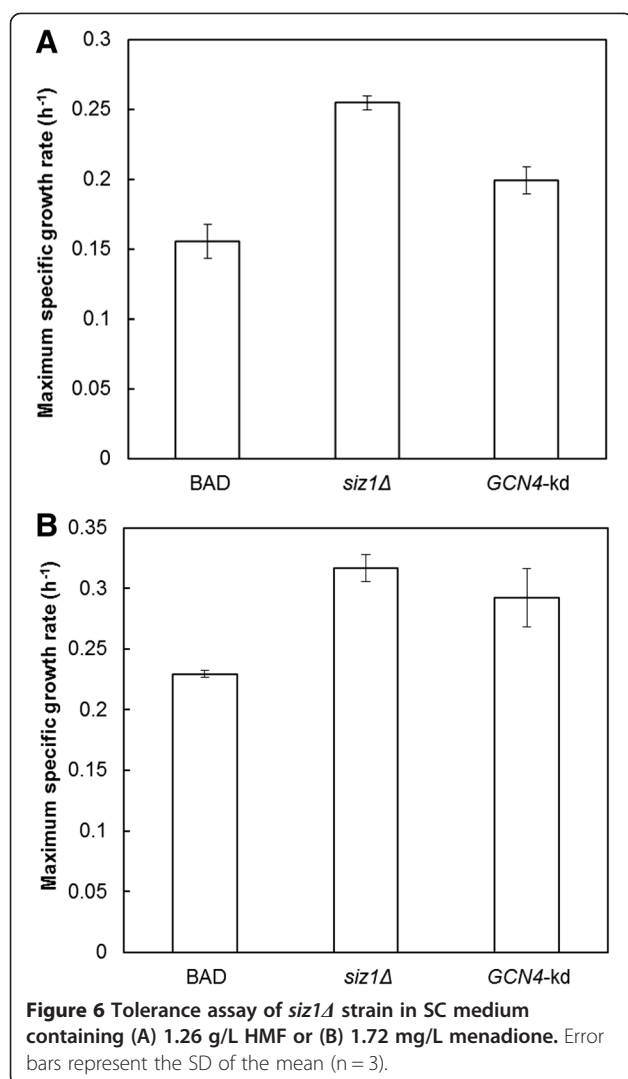 A
Maximum specific growth rate (h-1)
0.3
0.25
0.2
0.15
0.1
0.05
0
BAD
siz1Δ
GCN4-kd
B
Maximum specific growth rate (h-1)
0.35
0.3
0.25
0.2
0.15
0.1
0.05
0
BAD
siz1Δ
GCN4-kd
Figure 6 Tolerance assay of siz1Δ strain in SC medium
containing (A) 1.26 g/L HMF or (B) 1.72 mg/L menadione. Error
bars represent the SD of the mean (n = 3).